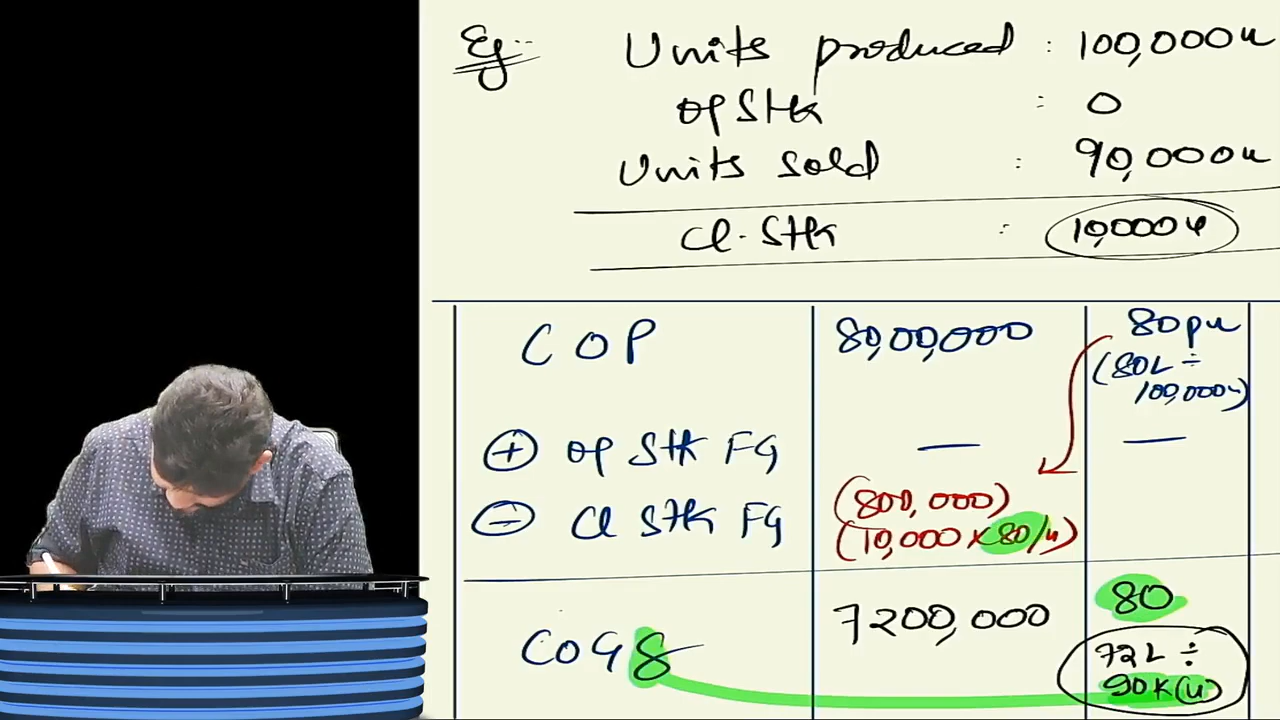 Eg:- Units produced : 100,000u
op Stk : 0
Units sold : 90,000u
Cl. Stk : 10,000u
COP 80,00,000 80 pu
(80L ÷
100,000u)
+ op Stk FG — —
- Cl Stk FG (800,000)
(10,000 × 80/u)
COGS 7200,000 80
72L ÷
90K(u)